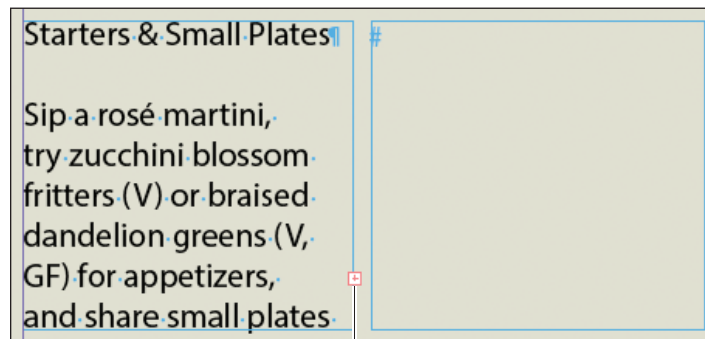 Starters & Small Plates¶
#
Sip a rosé martini,
try zucchini blossom
fritters (V) or braised
dandelion greens (V,
GF) for appetizers,
and share small plates